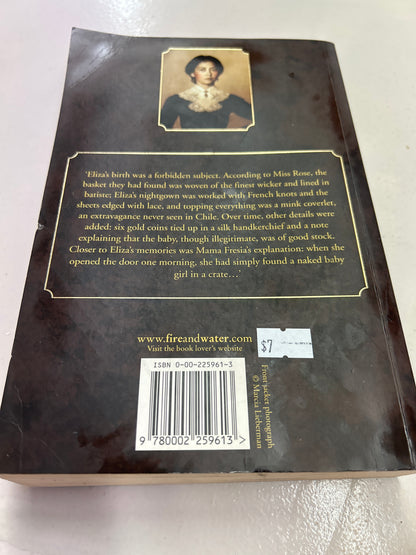 'Eliza's birth was a forbidden subject. According to Miss Rose, the
basket they had found was woven of the finest wicker and lined in
batiste; Eliza's nightgown was worked with French knots and the
sheets edged with lace, and topping everything was a mink coverlet,
an extravagance never seen in Chile. Over time, other details were
added: six gold coins tied up in a silk handkerchief and a note
explaining that the baby, though illegitimate, was of good stock.
Closer to Eliza's memories was Mama Fresia's explanation: when she
opened the door one morning, she had simply found a naked baby
girl in a crate…'
www.fireandwater.com
Visit the book lover's website
$7
ISBN 0-00-225961-3
9 780002 259613 >
Front jacket photograph
© Marcia Lieberman